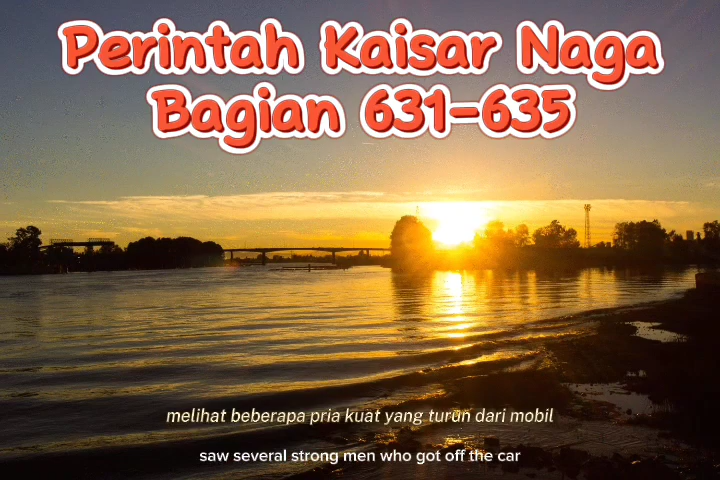 Perintah Kaisar Naga
Bagian 631-635
melihat beberapa pria kuat yang turun dari mobil
saw several strong men who got off the car